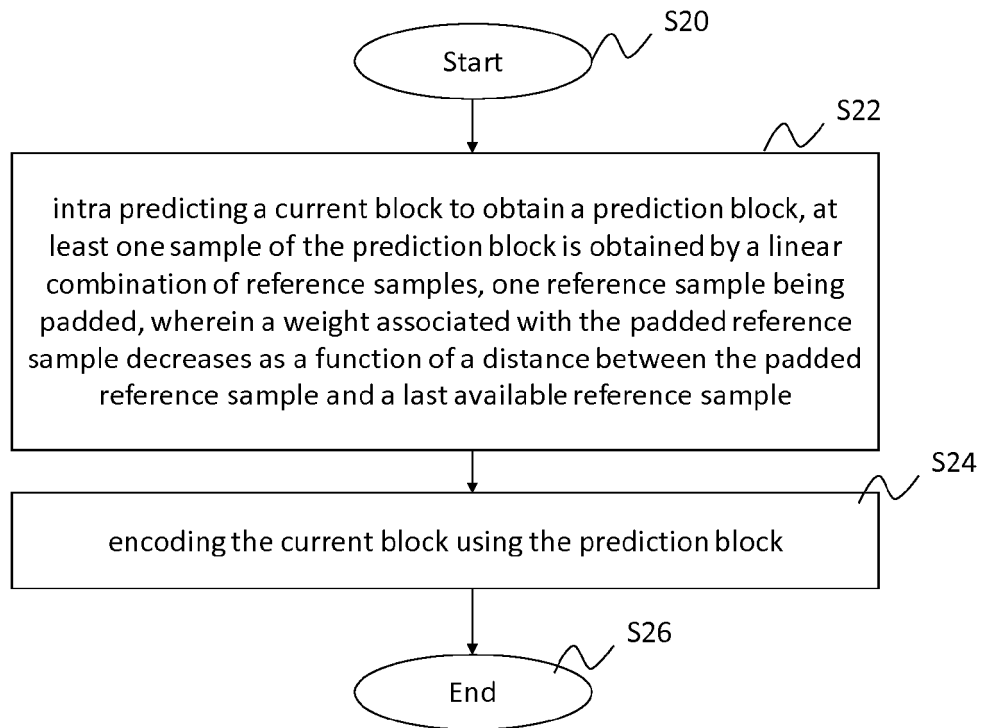 S20
Start
S22
intra predicting a current block to obtain a prediction block, at
least one sample of the prediction block is obtained by a linear
combination of reference samples, one reference sample being
padded, wherein a weight associated with the padded reference
sample decreases as a function of a distance between the padded
reference sample and a last available reference sample
S24
encoding the current block using the prediction block
S26
End